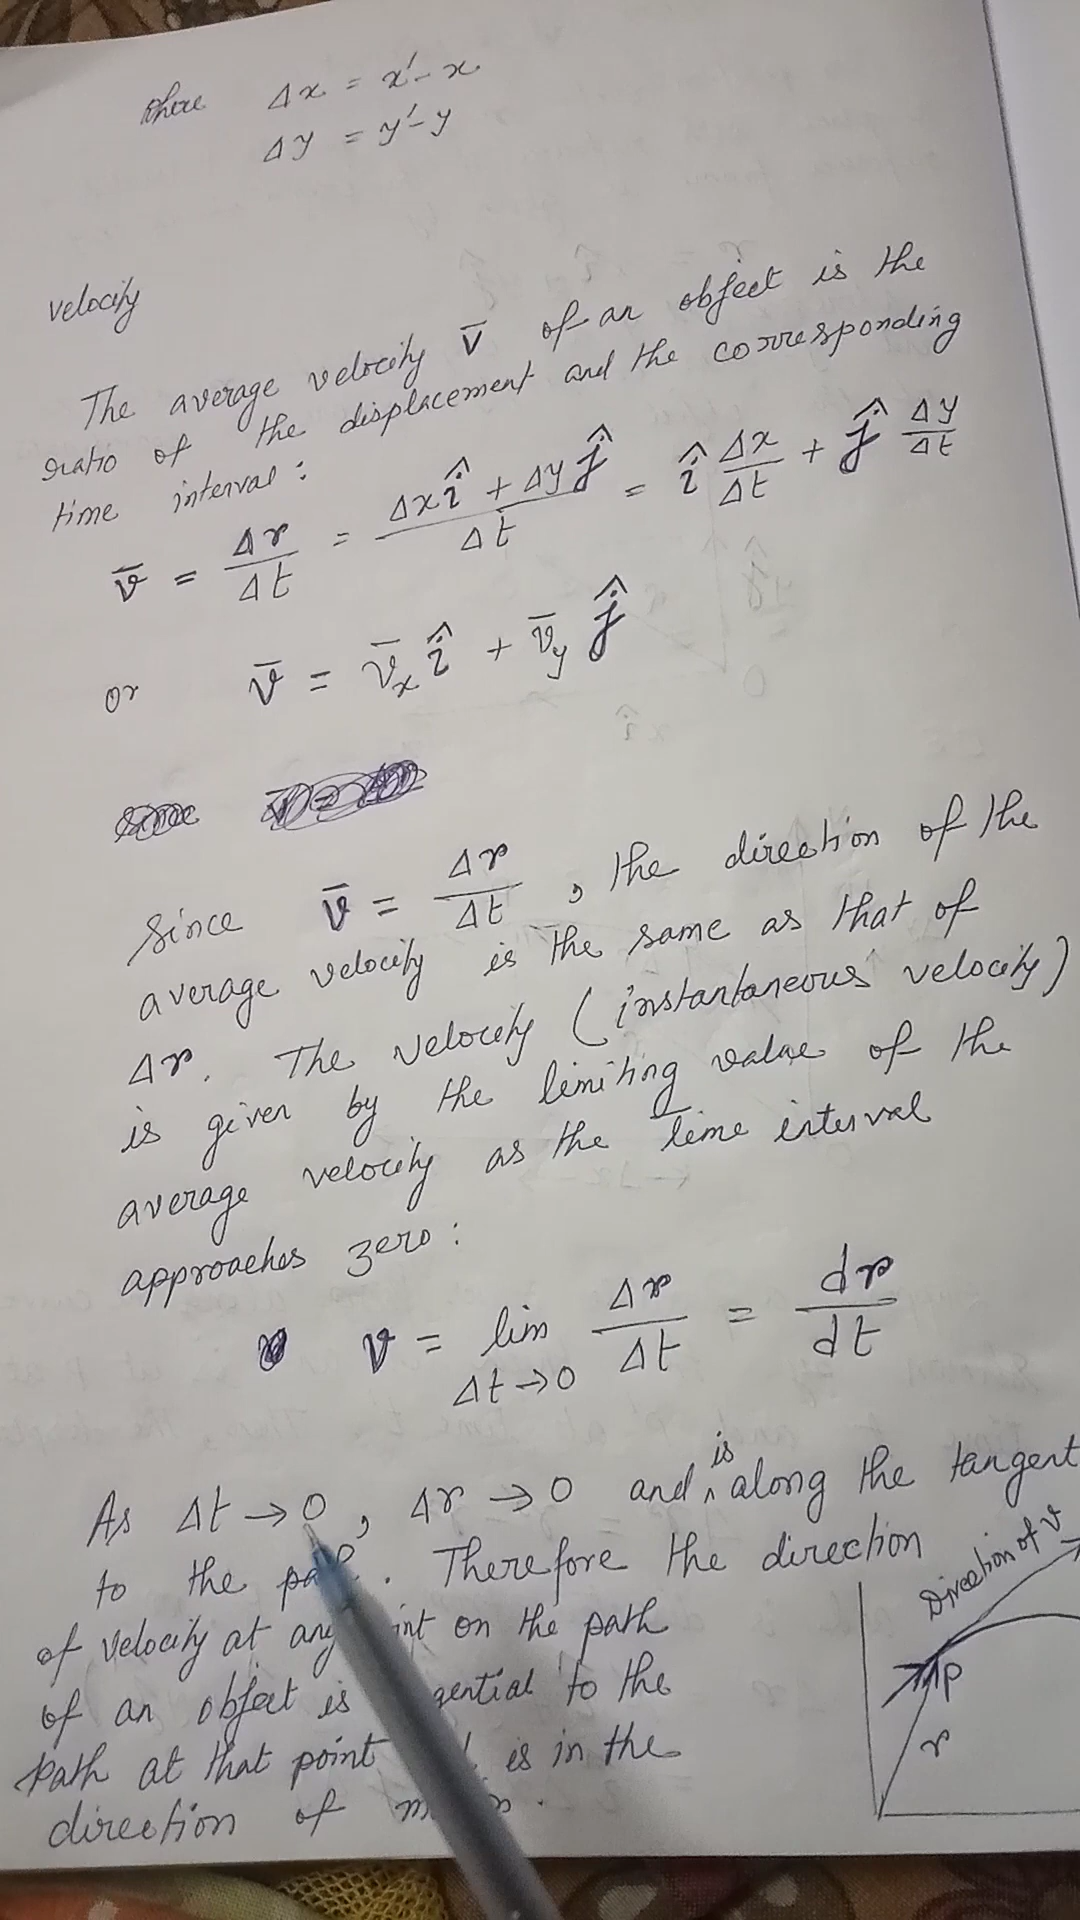 where Δx = x' - x
Δy = y' - y
velocity
The average velocity v̄ of an object is the
ratio of the displacement and the corresponding
time interval:
v̄ = Δr/Δt = (Δx î + Δy ĵ)/Δt = î Δx/Δt + ĵ Δy/Δt
or v̄ = v̄ₓ î + v̄_y ĵ
Since v̄ = Δr/Δt , the direction of the
average velocity is the same as that of
Δr. The velocity (instantaneous velocity)
is given by the limiting value of the
average velocity as the time interval
approaches zero:
v = lim Δt→0 Δr/Δt = dr/dt
As Δt → 0, Δr → 0 and is along the tangent
to the . Therefore the direction
of velocity at any on the path
of an object is to the
path at that point is in the
direction of
Direction of v
P
r